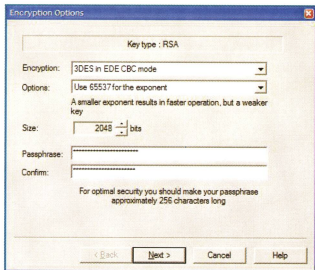 Encryption Options
Key type : RSA
Encryption: 3DES in EDE CBC mode
Options: Use 65537 for the exponent
A smaller exponent results in faster operation, but a weaker
key
Size: 2048 bits
Passphrase:
Confirm:
For optimal security you should make your passphrase
approximately 256 characters long
< Back Next > Cancel Help